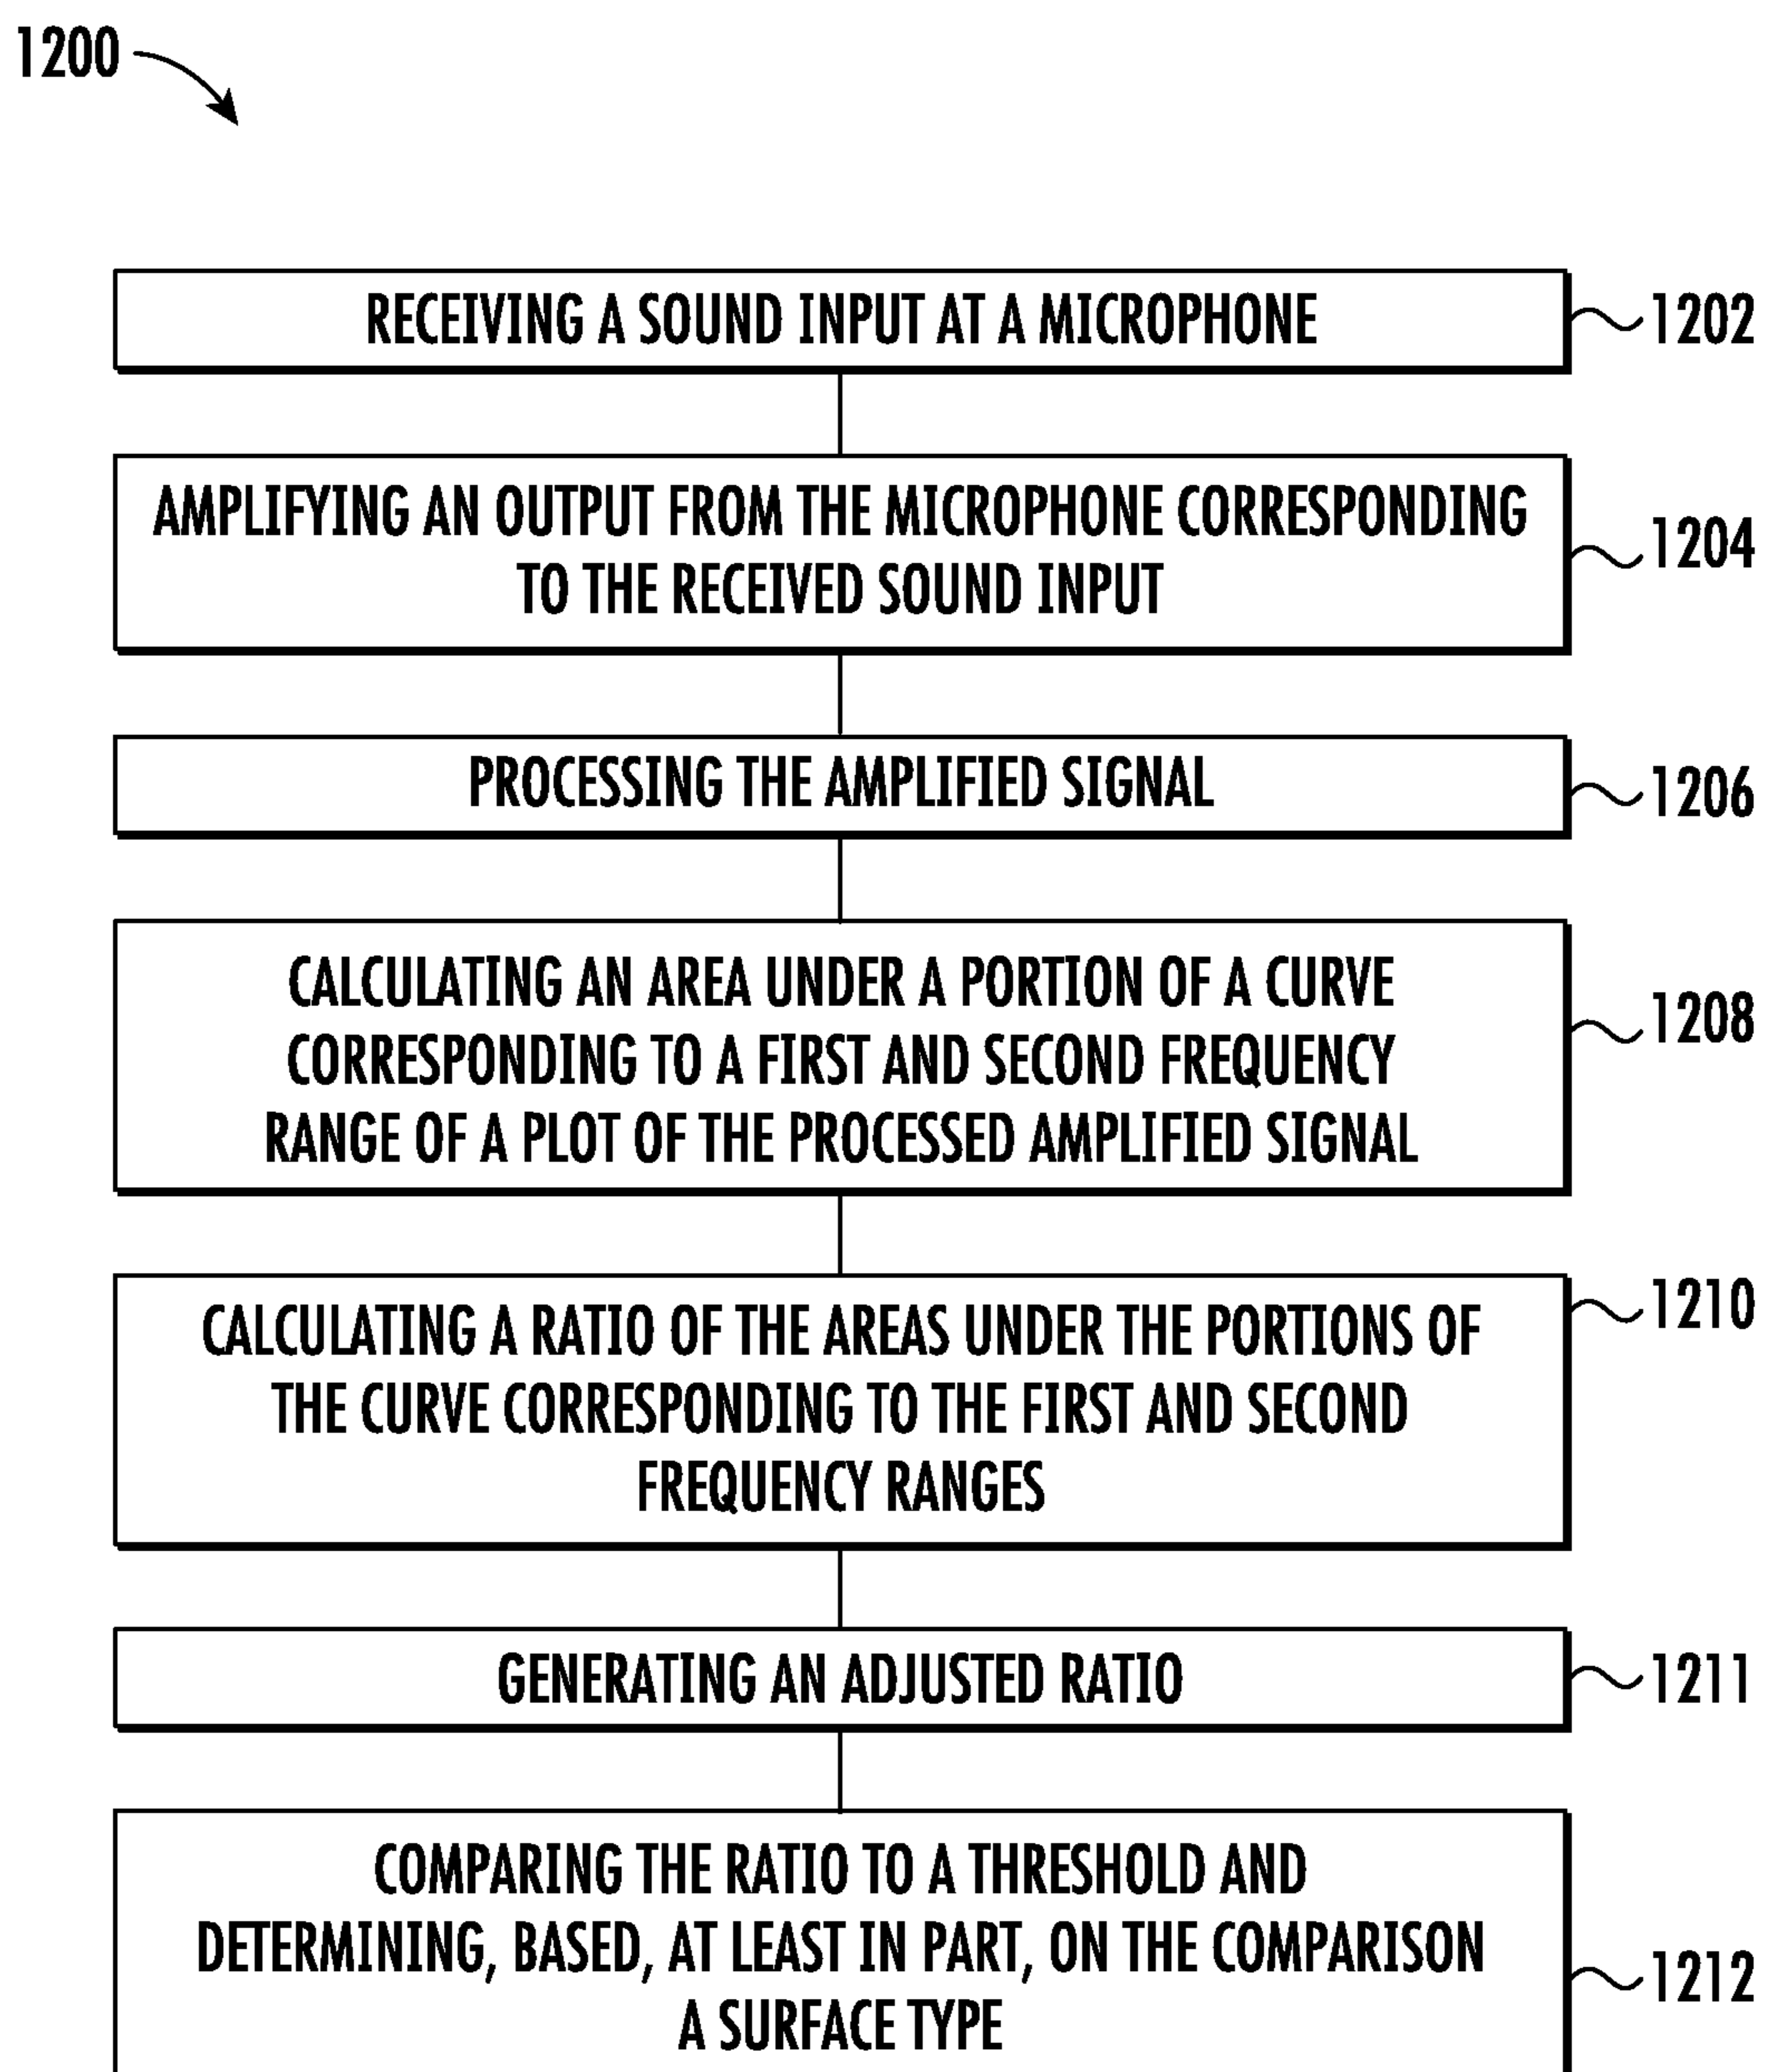 1200
RECEIVING A SOUND INPUT AT A MICROPHONE
1202
AMPLIFYING AN OUTPUT FROM THE MICROPHONE CORRESPONDING
TO THE RECEIVED SOUND INPUT
1204
PROCESSING THE AMPLIFIED SIGNAL
1206
CALCULATING AN AREA UNDER A PORTION OF A CURVE
CORRESPONDING TO A FIRST AND SECOND FREQUENCY
RANGE OF A PLOT OF THE PROCESSED AMPLIFIED SIGNAL
1208
CALCULATING A RATIO OF THE AREAS UNDER THE PORTIONS OF
THE CURVE CORRESPONDING TO THE FIRST AND SECOND
FREQUENCY RANGES
1210
GENERATING AN ADJUSTED RATIO
1211
COMPARING THE RATIO TO A THRESHOLD AND
DETERMINING, BASED, AT LEAST IN PART, ON THE COMPARISON
A SURFACE TYPE
1212